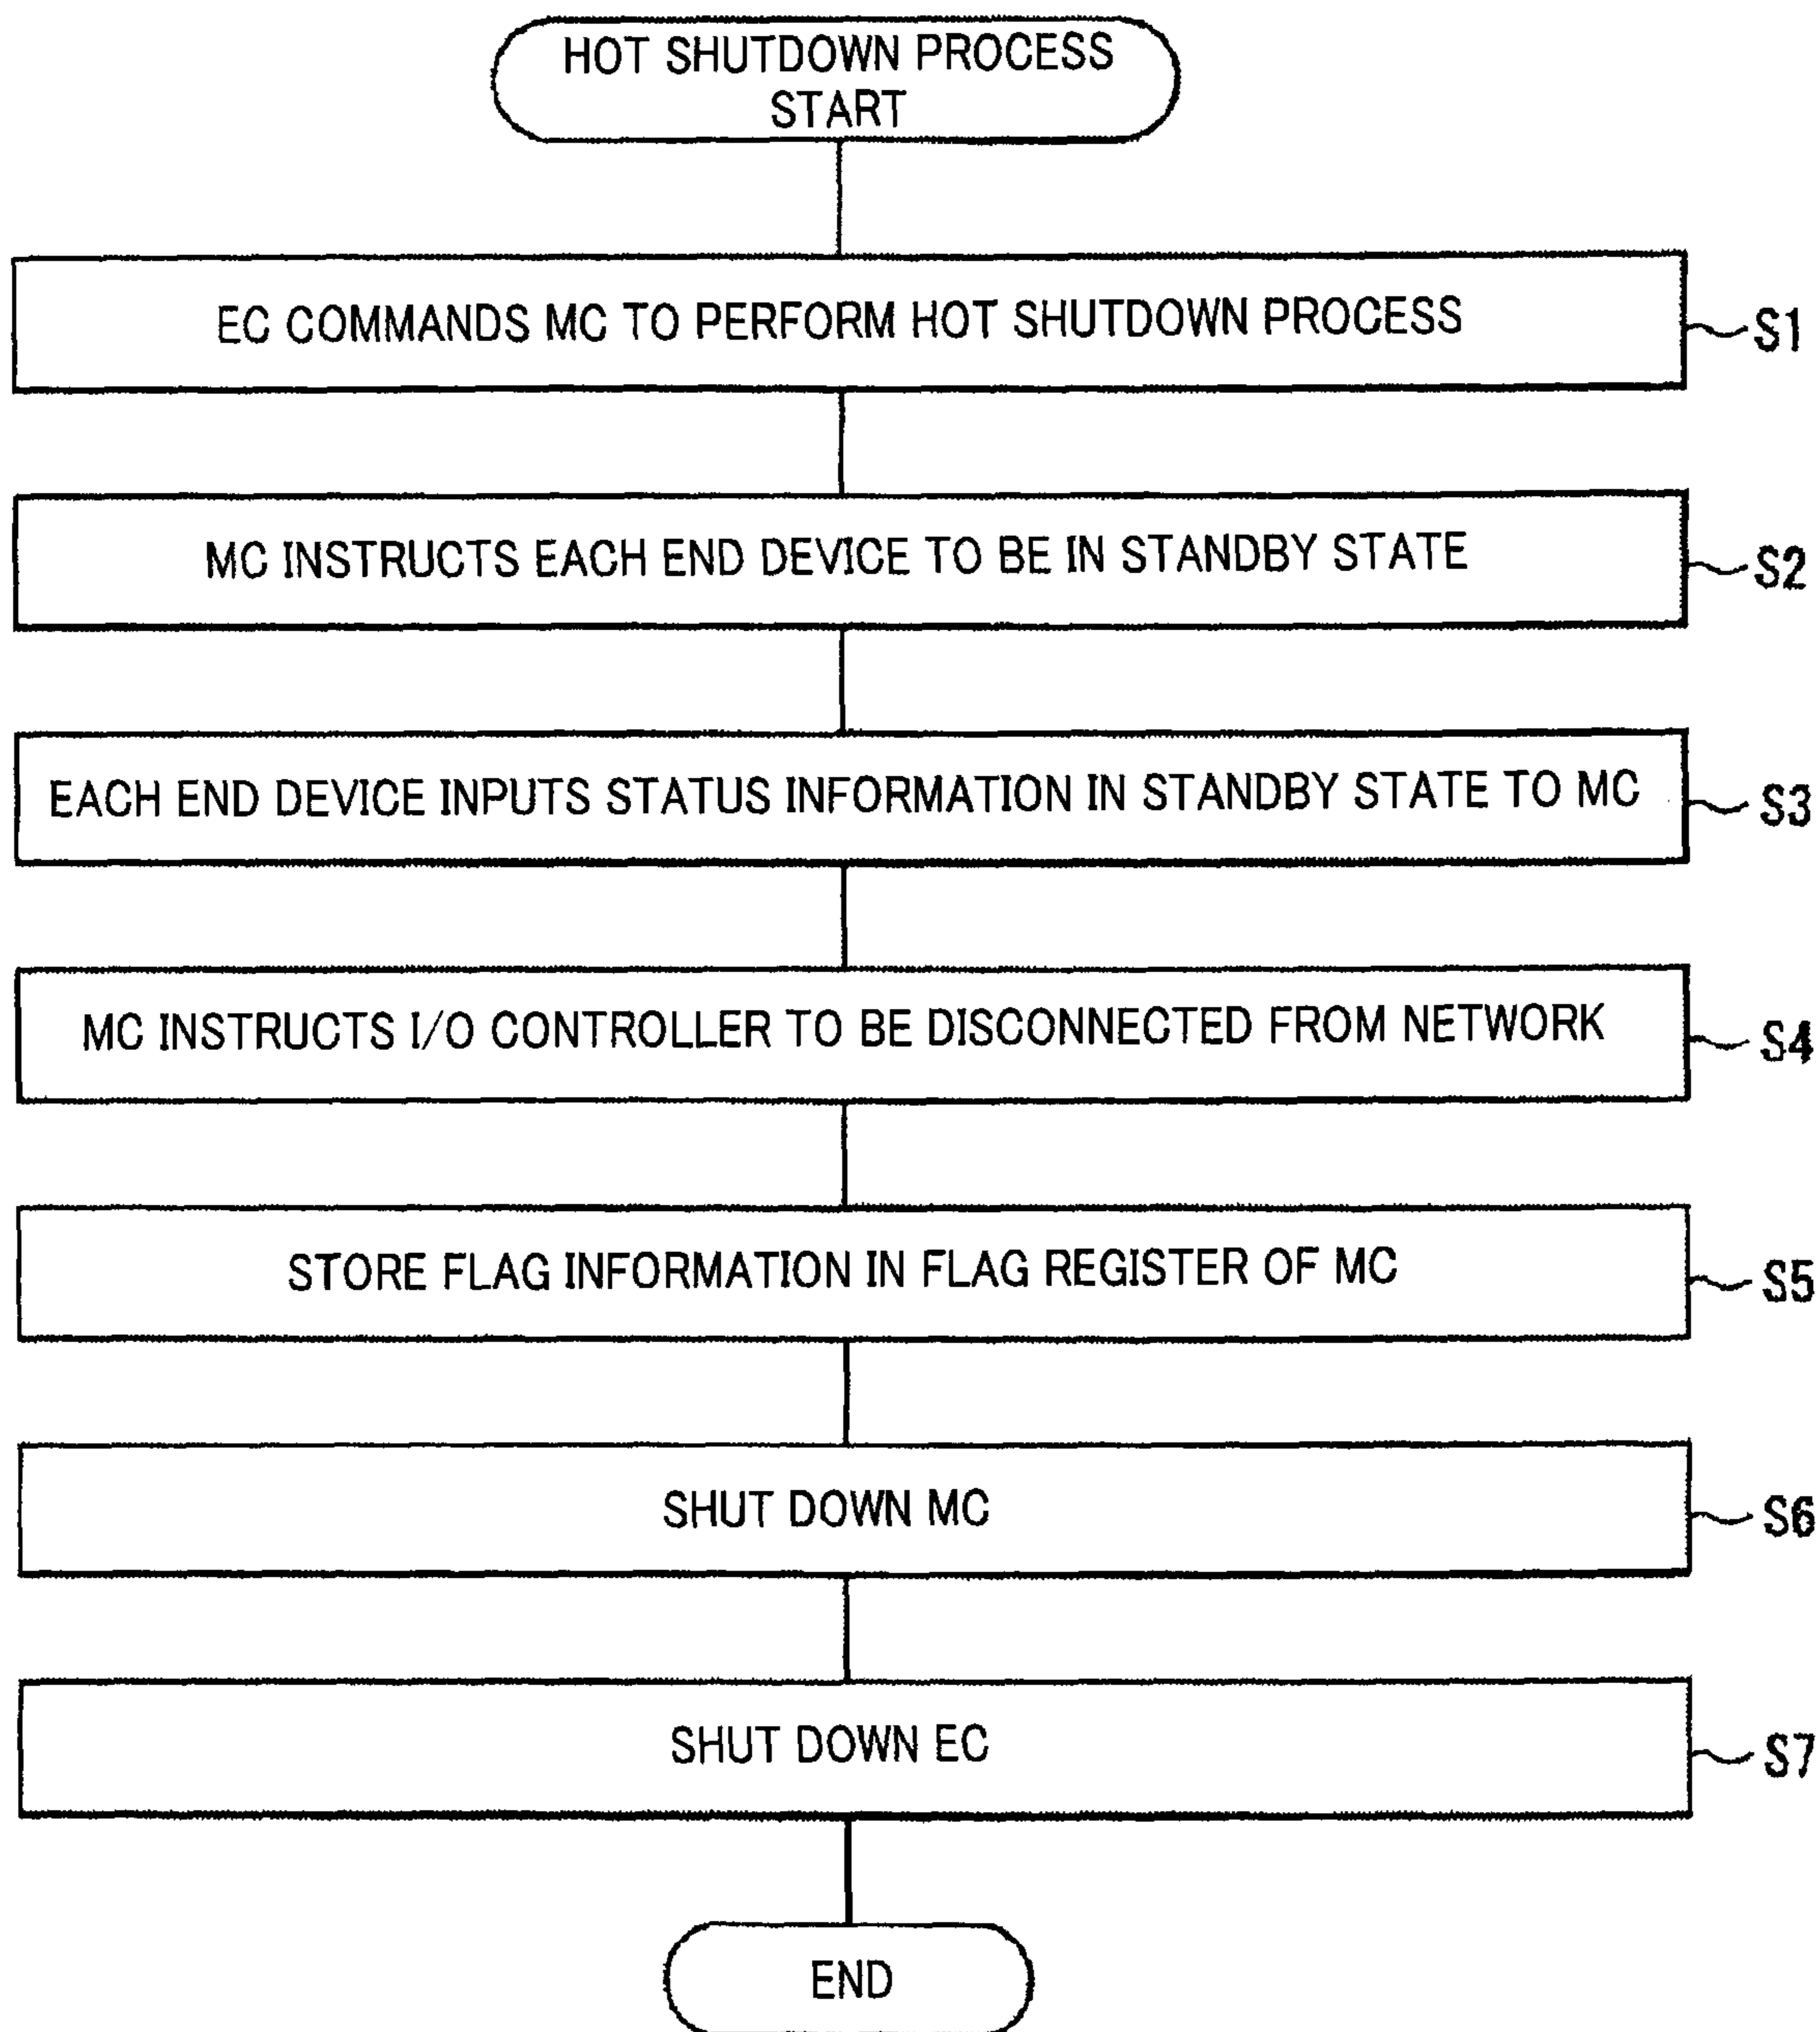 HOT SHUTDOWN PROCESS
START
EC COMMANDS MC TO PERFORM HOT SHUTDOWN PROCESS
S1
MC INSTRUCTS EACH END DEVICE TO BE IN STANDBY STATE
S2
EACH END DEVICE INPUTS STATUS INFORMATION IN STANDBY STATE TO MC
S3
MC INSTRUCTS I/O CONTROLLER TO BE DISCONNECTED FROM NETWORK
S4
STORE FLAG INFORMATION IN FLAG REGISTER OF MC
S5
SHUT DOWN MC
S6
SHUT DOWN EC
S7
END